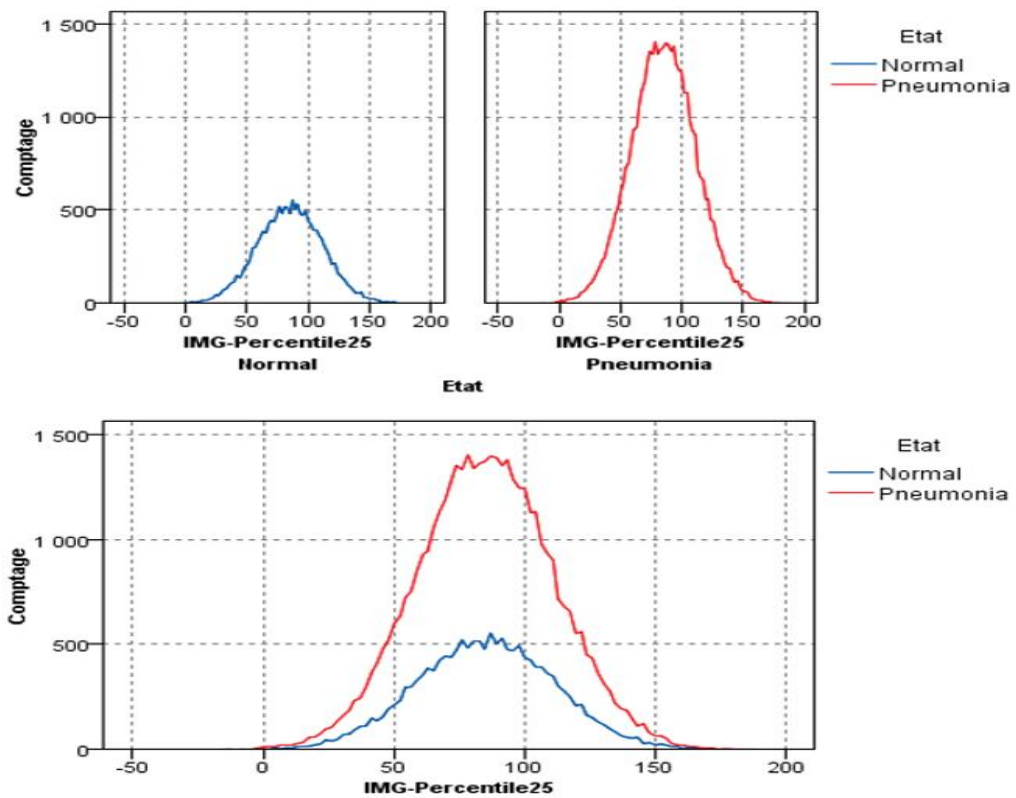 1 500
1 000
500
0
Comptage
-50 0 50 100 150 200
IMG-Percentile25
Normal
-50 0 50 100 150 200
IMG-Percentile25
Pneumonia
Etat
Etat
Normal
Pneumonia
1 500
1 000
500
0
Comptage
-50 0 50 100 150 200
IMG-Percentile25
Etat
Normal
Pneumonia